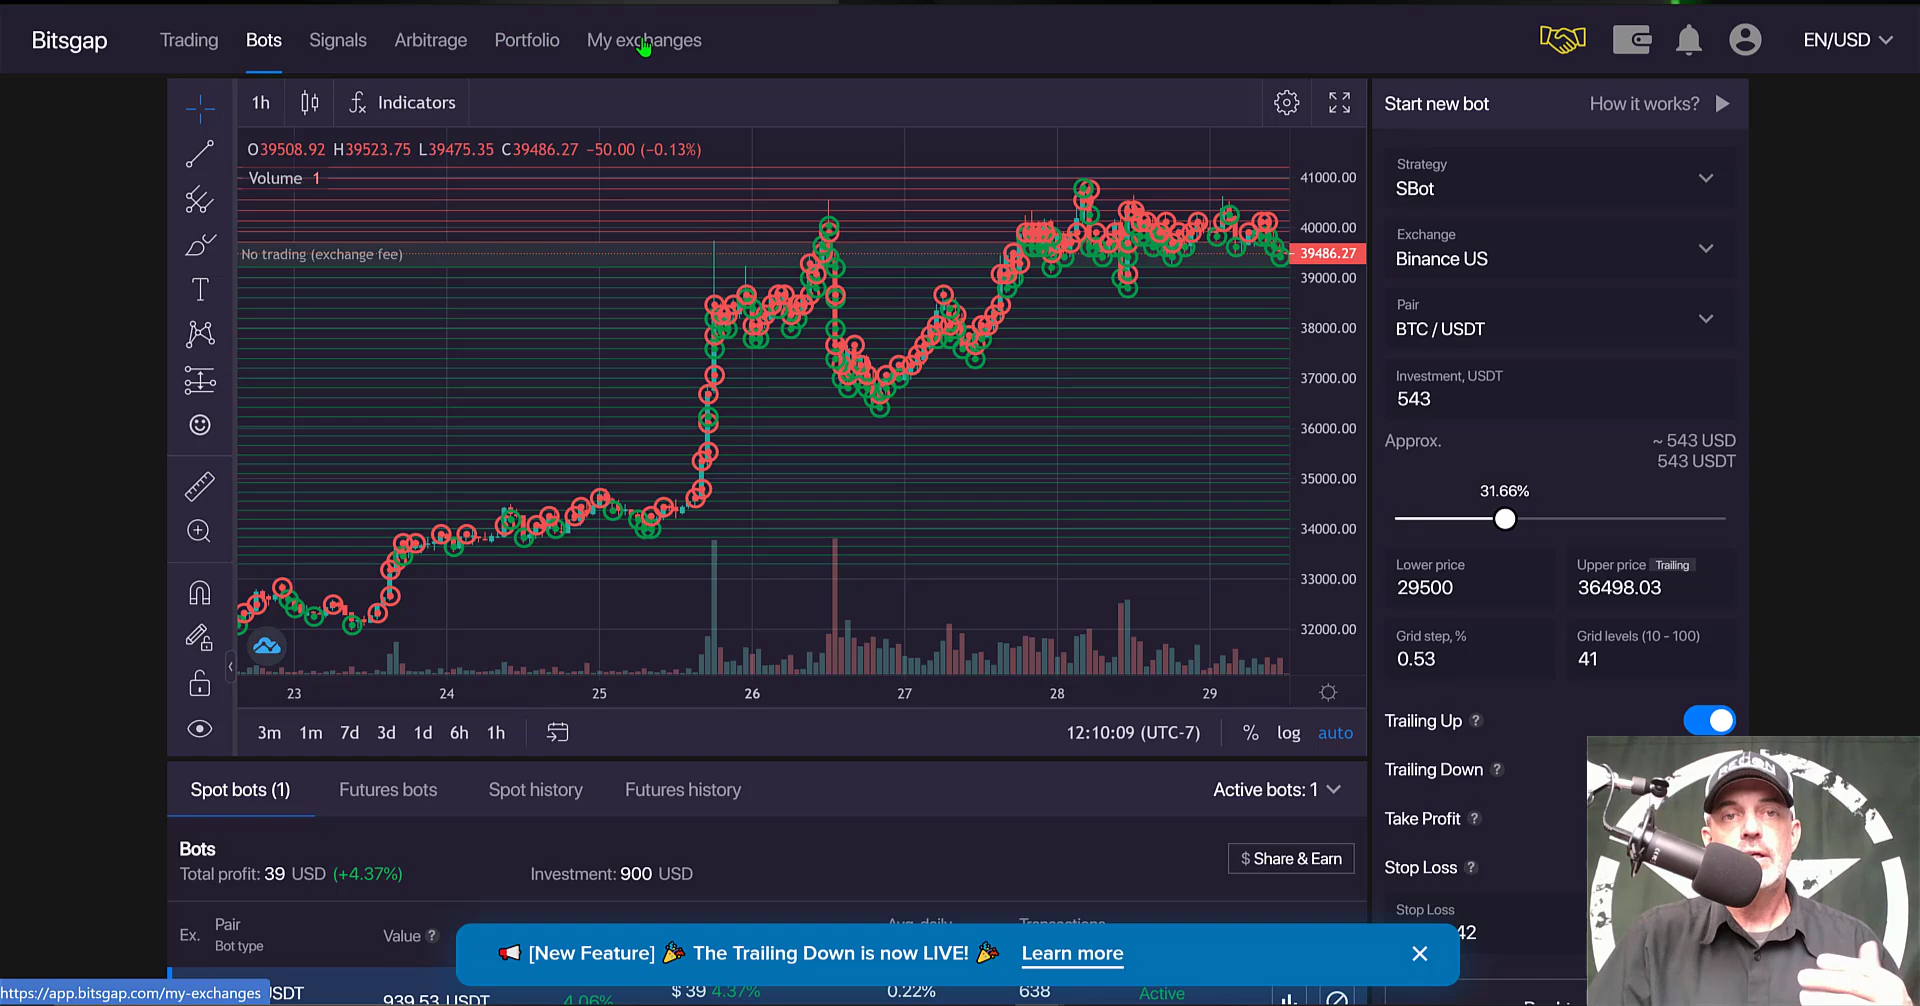 Bitsgap
Trading Bots Signals Arbitrage Portfolio My exchanges
EN/USD
1h Indicators
O39508.92 H39523.75 L39475.35 C39486.27 −50.00 (−0.13%)
Volume 1
No trading (exchange fee)
41000.00
40000.00
39486.27
39000.00
38000.00
37000.00
36000.00
35000.00
34000.00
33000.00
32000.00
23 24 25 26 27 28 29
3m 1m 7d 3d 1d 6h 1h
12:10:09 (UTC-7) % log auto
Start new bot How it works?
Strategy
SBot
Exchange
Binance US
Pair
BTC / USDT
Investment, USDT
543
Approx. ~ 543 USD
543 USDT
31.66%
Lower price
29500
Upper price Trailing
36498.03
Grid step, %
0.53
Grid levels (10 - 100)
41
Trailing Up ?
Trailing Down ?
Take Profit ?
Stop Loss ?
Stop Loss
42
RECON
Spot bots (1) Futures bots Spot history Futures history Active bots: 1
Bots
Total profit: 39 USD (+4.37%) Investment: 900 USD
$ Share & Earn
Ex. Pair
Bot type
Value ?
Avg. daily
Transactions
[New Feature] The Trailing Down is now LIVE! Learn more
https://app.bitsgap.com/my-exchanges
SDT 939.53 USDT 4.06% $ 39 4.37% 0.22% 638 Active